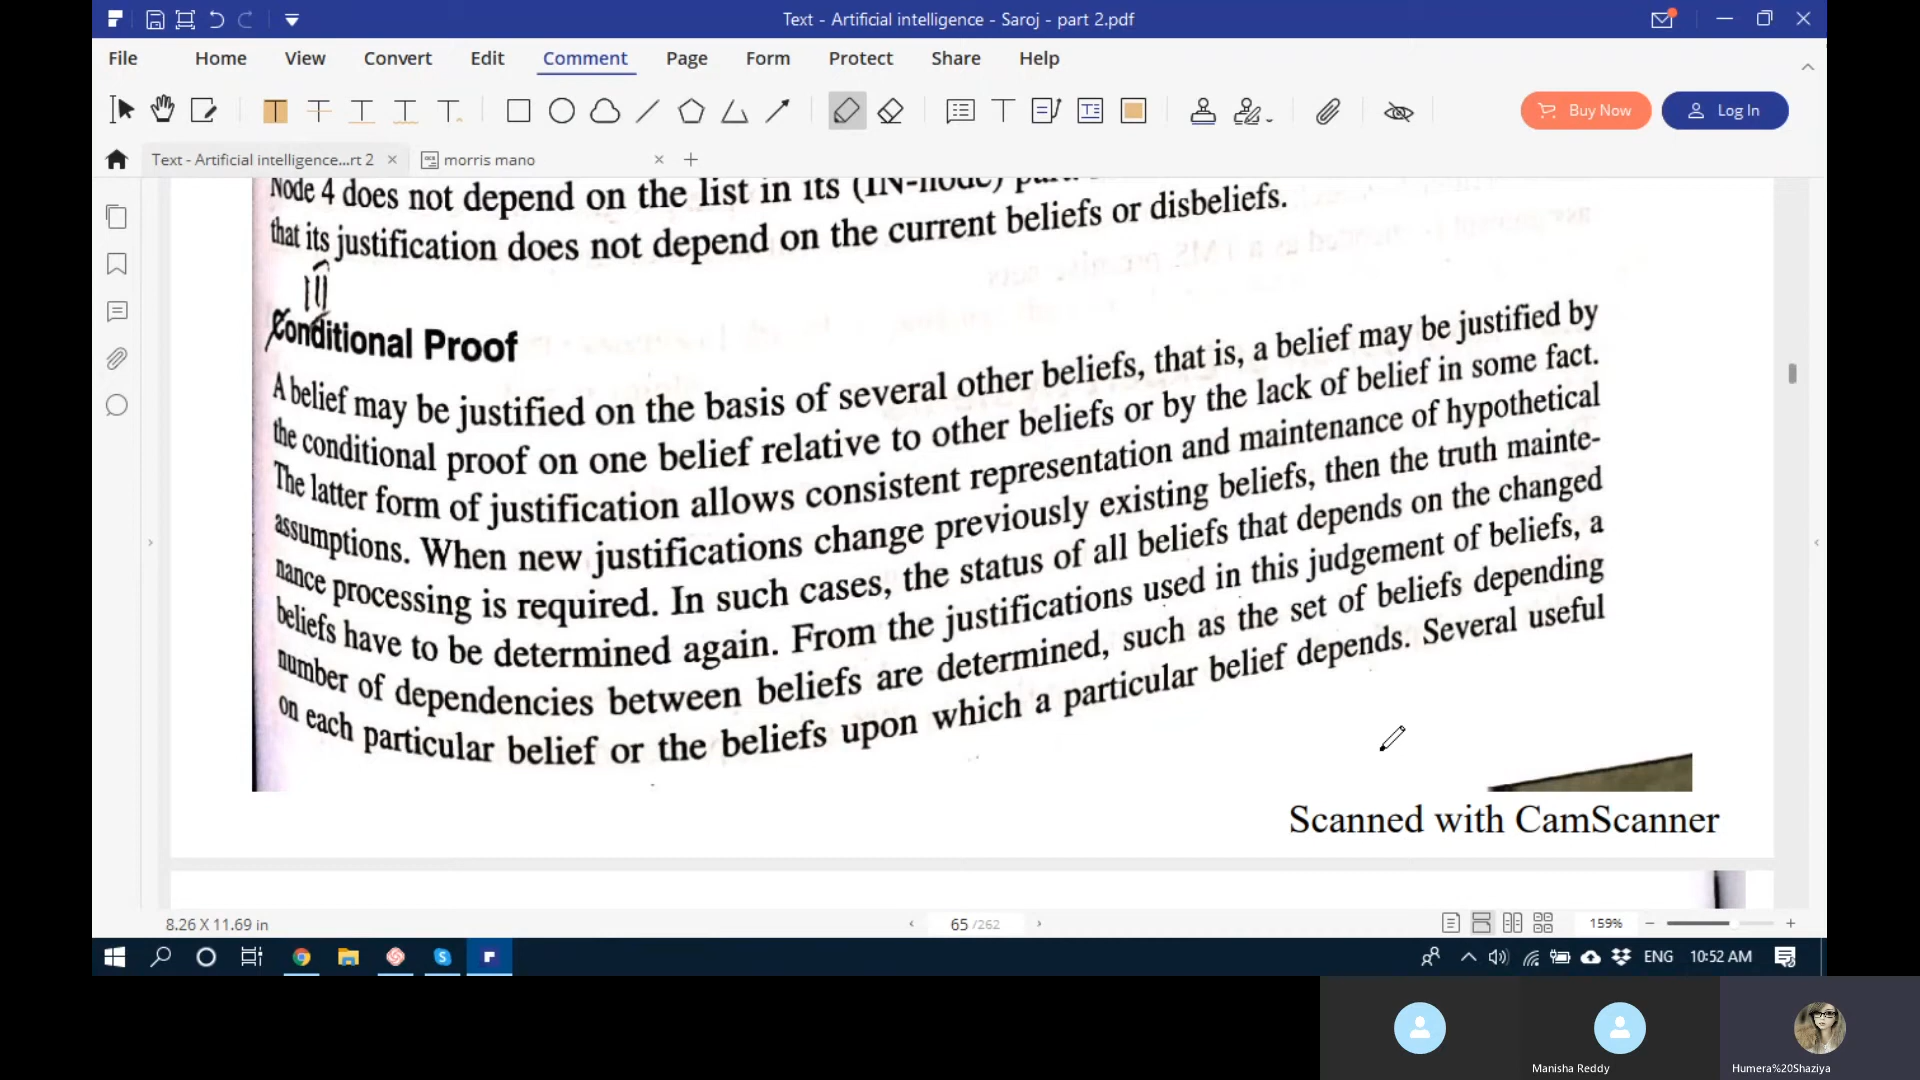 Text - Artificial intelligence - Saroj - part 2.pdf
File Home View Convert Edit Comment Page Form Protect Share Help
Buy Now
Log In
Text - Artificial intelligence...rt 2
morris mano
Node 4 does not depend on the list in its (IN-node)
that its justification does not depend on the current beliefs or disbeliefs.
Conditional Proof
A belief may be justified on the basis of several other beliefs, that is, a belief may be justified by
the conditional proof on one belief relative to other beliefs or by the lack of belief in some fact.
The latter form of justification allows consistent representation and maintenance of hypothetical
assumptions. When new justifications change previously existing beliefs, then the truth mainte-
nance processing is required. In such cases, the status of all beliefs that depends on the changed
beliefs have to be determined again. From the justifications used in this judgement of beliefs, a
number of dependencies between beliefs are determined, such as the set of beliefs depending
on each particular belief or the beliefs upon which a particular belief depends. Several useful
Scanned with CamScanner
8.26 X 11.69 in
65 /262
159%
ENG
10:52 AM
Manisha Reddy
Humera%20Shaziya